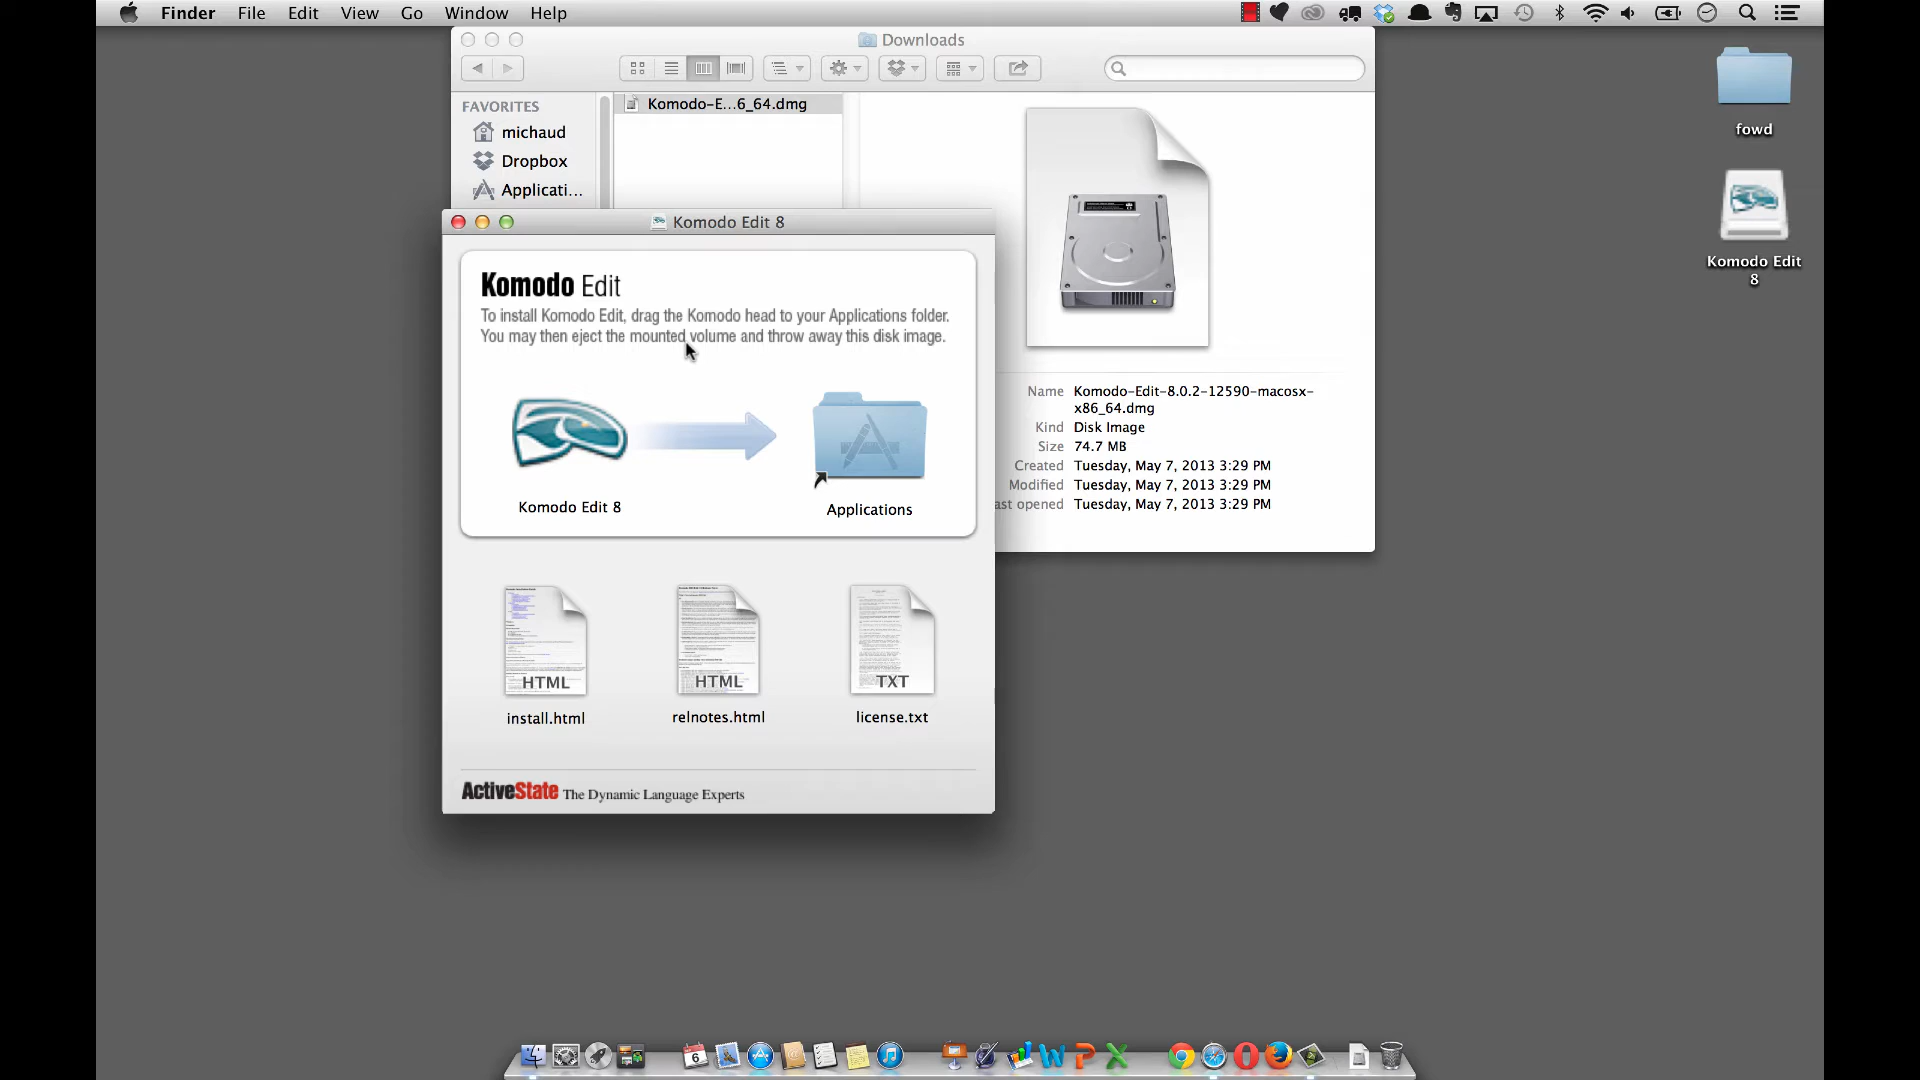 Finder File Edit View Go Window Help
Downloads
FAVORITES
michaud
Dropbox
Applicati...
Komodo-E...6_64.dmg
fowd
Komodo Edit
8
Komodo Edit 8
Komodo Edit
To install Komodo Edit, drag the Komodo head to your Applications folder.
You may then eject the mounted volume and throw away this disk image.
Komodo Edit 8
Applications
Name Komodo-Edit-8.0.2-12590-macosx-
x86_64.dmg
Kind Disk Image
Size 74.7 MB
Created Tuesday, May 7, 2013 3:29 PM
Modified Tuesday, May 7, 2013 3:29 PM
ast opened Tuesday, May 7, 2013 3:29 PM
HTML HTML TXT
install.html relnotes.html license.txt
ActiveState The Dynamic Language Experts
6